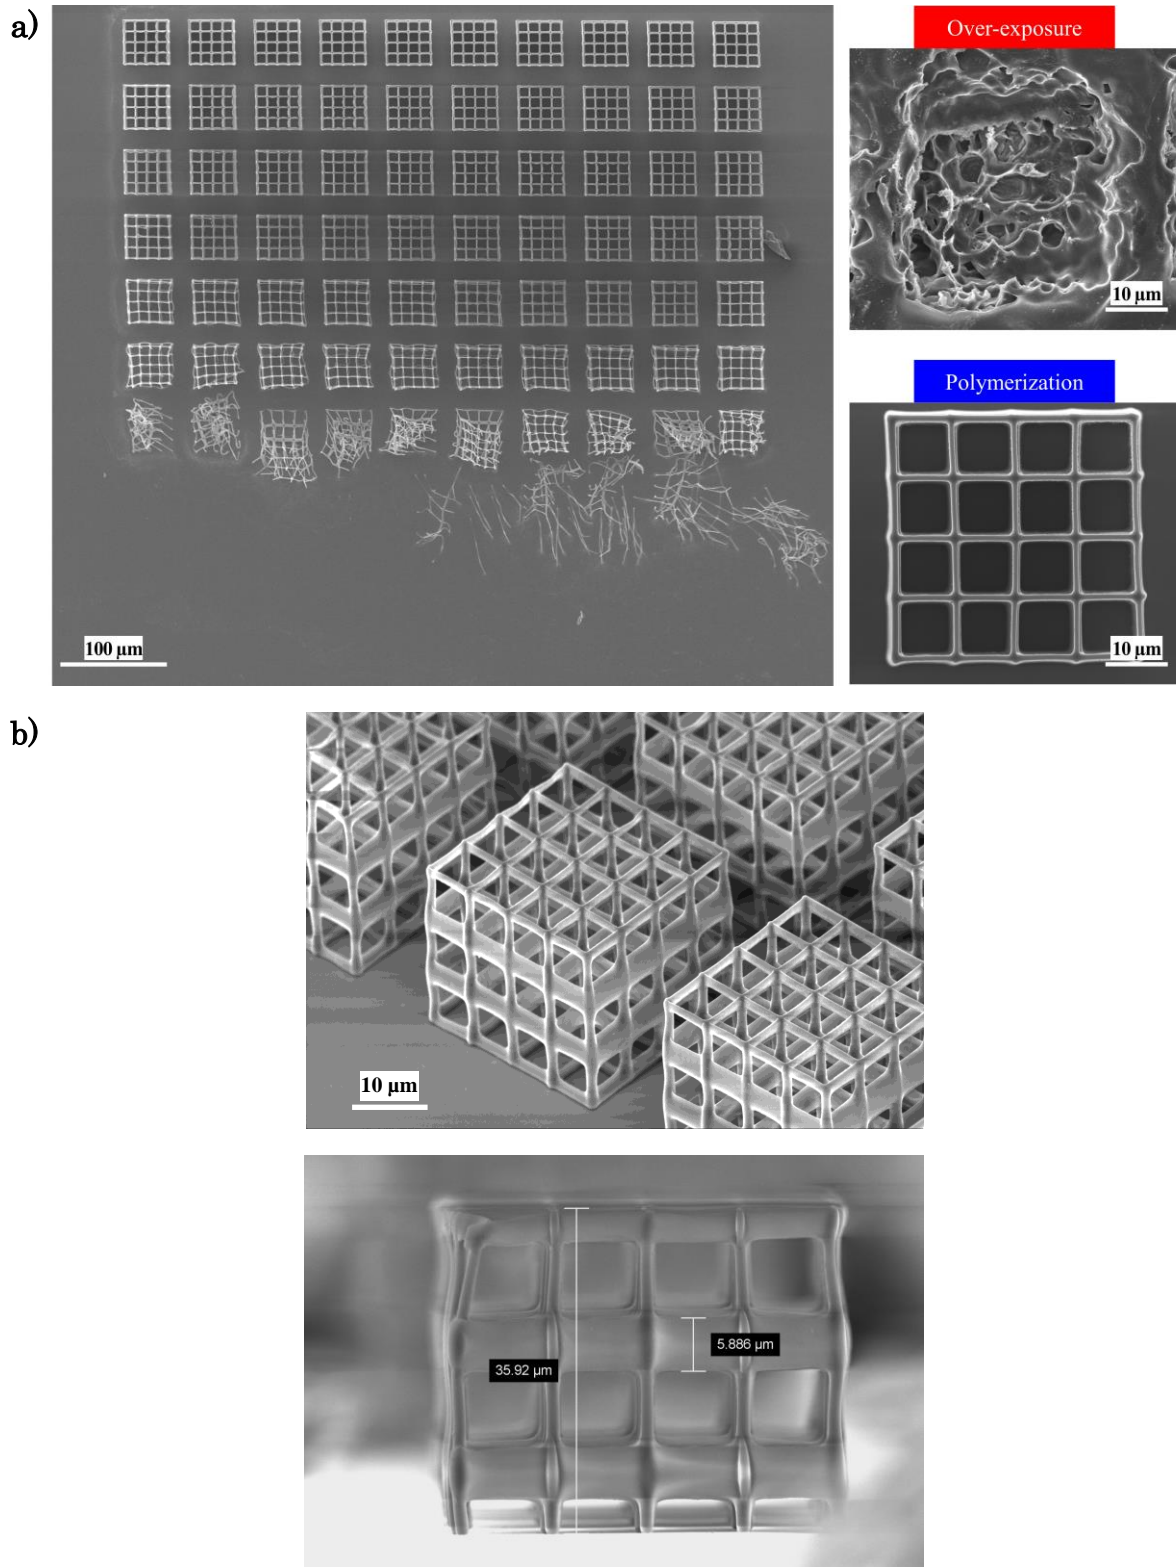 a)
Over-exposure
10 µm
Polymerization
10 µm
100 µm
b)
10 µm
5.886 µm
35.92 µm